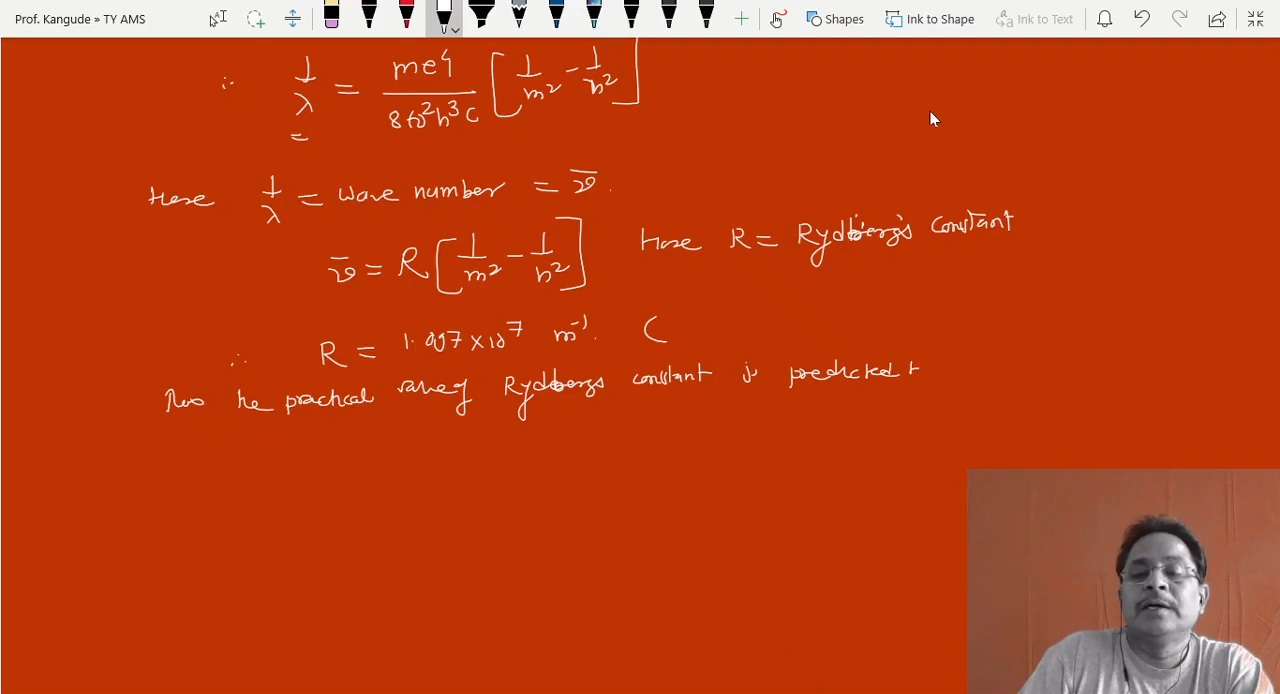 Prof. Kangude » TY AMS
Shapes
Ink to Shape
Ink to Text
∴ 1/λ = me4 / 8ε0²h³c [1/m² − 1/n²]
=
Here 1/λ = wave number = ν̄.
ν̄ = R [1/m² − 1/n²] Here R = Rydberg's constant
∴ R = 1.097 × 10⁷ m⁻¹. (
Thus the practical value of Rydbergs constant is predicted t